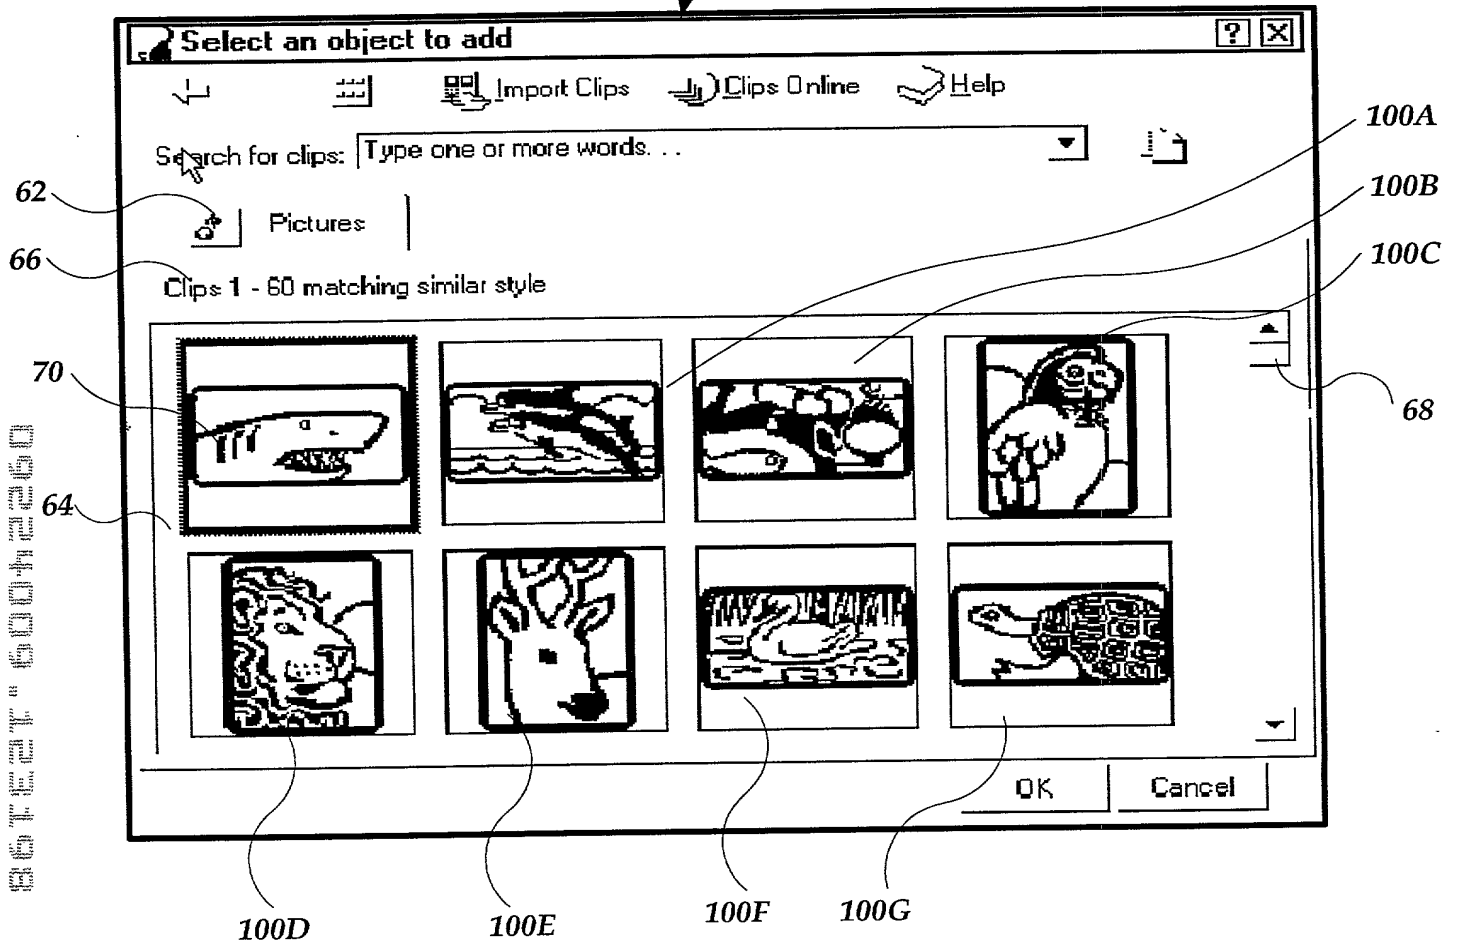 Select an object to add
Import Clips Clips Online Help
Search for clips: Type one or more words. . .
100A
100B
62
Pictures
100C
66
Clips 1 - 60 matching similar style
70
68
64
OK Cancel
100D
100E
100F
100G